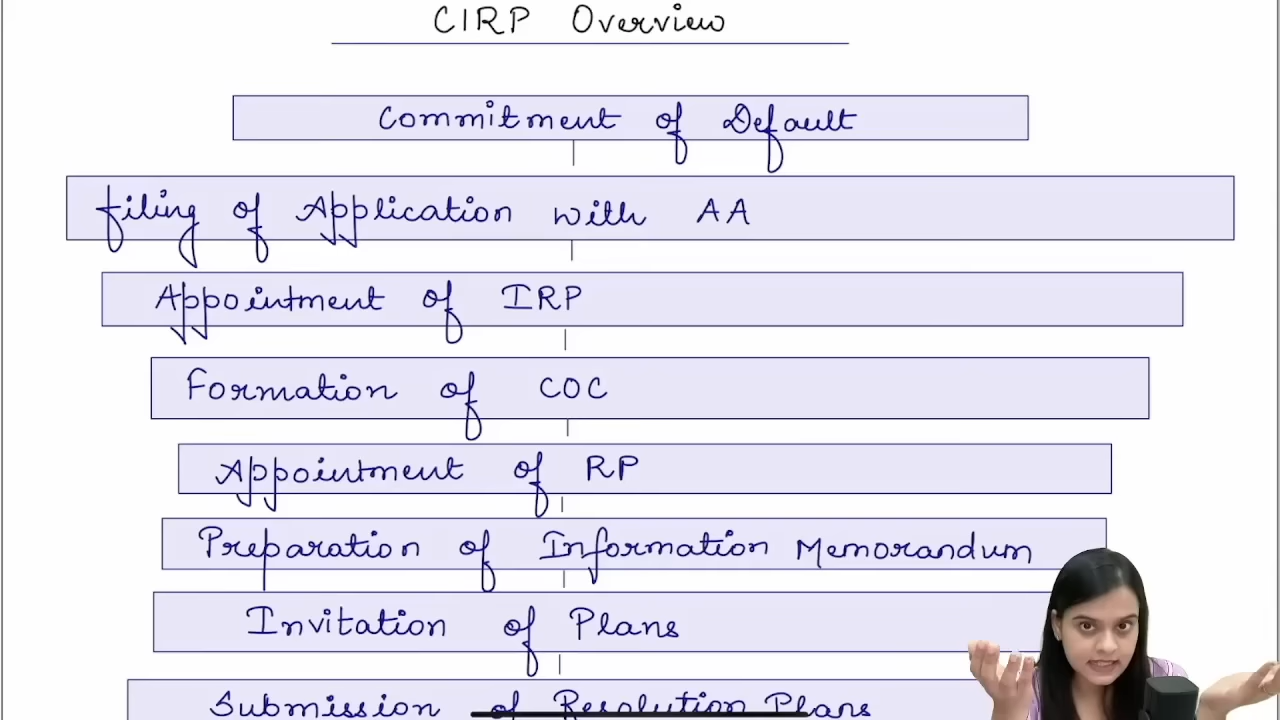 CIRP Overview
Commitment of Default
filing of Application with AA
Appointment of IRP
Formation of COC
Appointment of RP
Preparation of Information Memorandum
Invitation of Plans
Submission of Resolution Plans